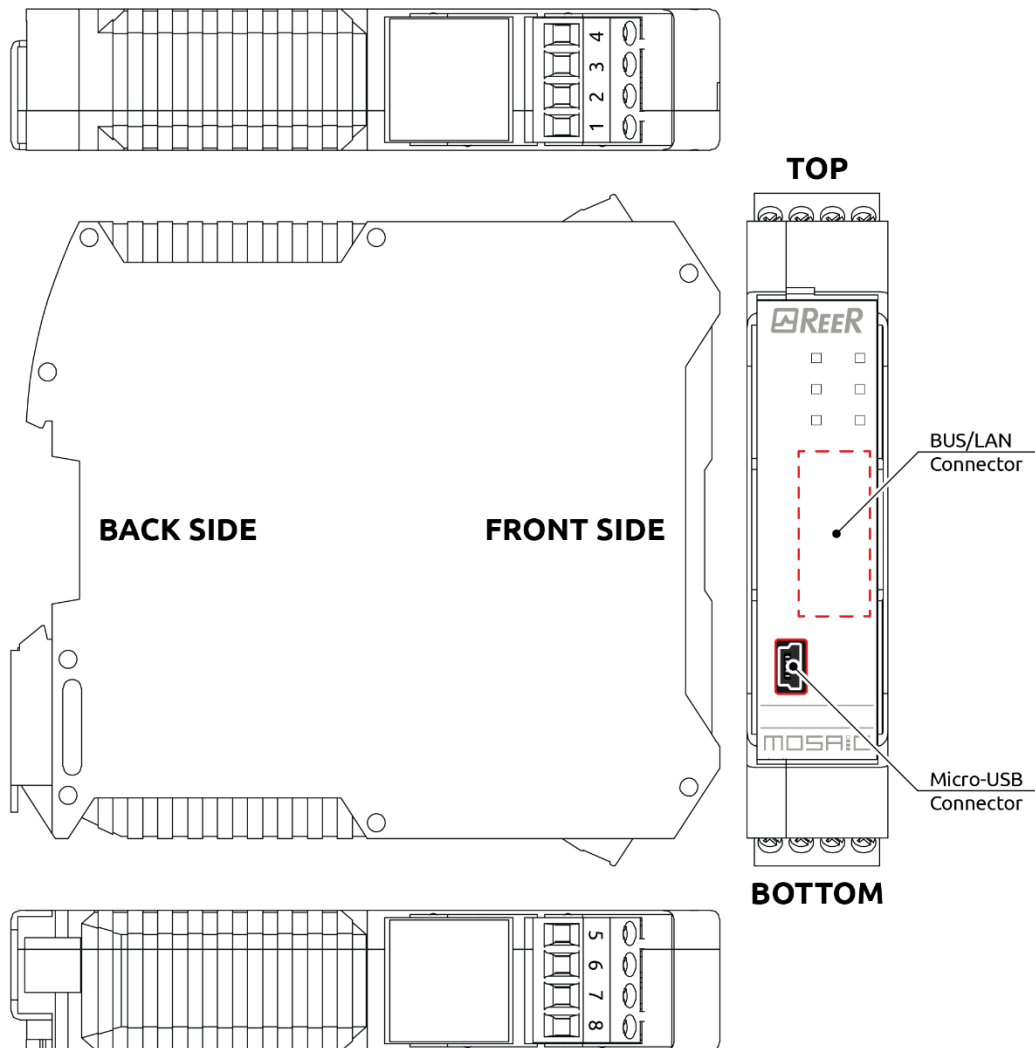 4
3
2
1
TOP
REER
BUS/LAN
Connector
BACK SIDE
FRONT SIDE
MOSAIC
Micro-USB
Connector
BOTTOM
5
6
7
8